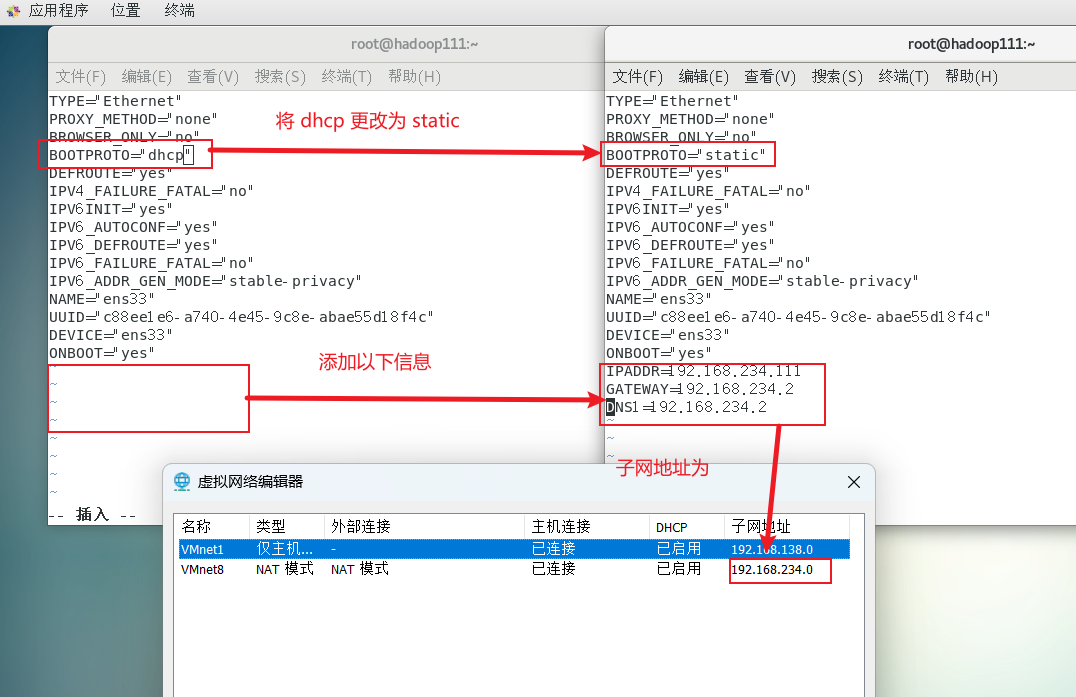 应用程序 位置 终端
root@hadoop111:~
文件(F) 编辑(E) 查看(V) 搜索(S) 终端(T) 帮助(H)
TYPE="Ethernet"
PROXY_METHOD="none"
BROWSER_ONLY="no"
BOOTPROTO="dhcp"
DEFROUTE="yes"
IPV4_FAILURE_FATAL="no"
IPV6INIT="yes"
IPV6_AUTOCONF="yes"
IPV6_DEFROUTE="yes"
IPV6_FAILURE_FATAL="no"
IPV6_ADDR_GEN_MODE="stable-privacy"
NAME="ens33"
UUID="c88ee1e6-a740-4e45-9c8e-abae55d18f4c"
DEVICE="ens33"
ONBOOT="yes"
~
~
~
~
~
~
~
~
-- 插入 --
将 dhcp 更改为 static
添加以下信息
root@hadoop111:~
文件(F) 编辑(E) 查看(V) 搜索(S) 终端(T) 帮助(H)
TYPE="Ethernet"
PROXY_METHOD="none"
BROWSER_ONLY="no"
BOOTPROTO="static"
DEFROUTE="yes"
IPV4_FAILURE_FATAL="no"
IPV6INIT="yes"
IPV6_AUTOCONF="yes"
IPV6_DEFROUTE="yes"
IPV6_FAILURE_FATAL="no"
IPV6_ADDR_GEN_MODE="stable-privacy"
NAME="ens33"
UUID="c88ee1e6-a740-4e45-9c8e-abae55d18f4c"
DEVICE="ens33"
ONBOOT="yes"
IPADDR=192.168.234.111
GATEWAY=192.168.234.2
DNS1=192.168.234.2
~
~
~
子网地址为
虚拟网络编辑器
名称 类型 外部连接 主机连接 DHCP 子网地址
VMnet1 仅主机... - 已连接 已启用 192.168.138.0
VMnet8 NAT 模式 NAT 模式 已连接 已启用 192.168.234.0